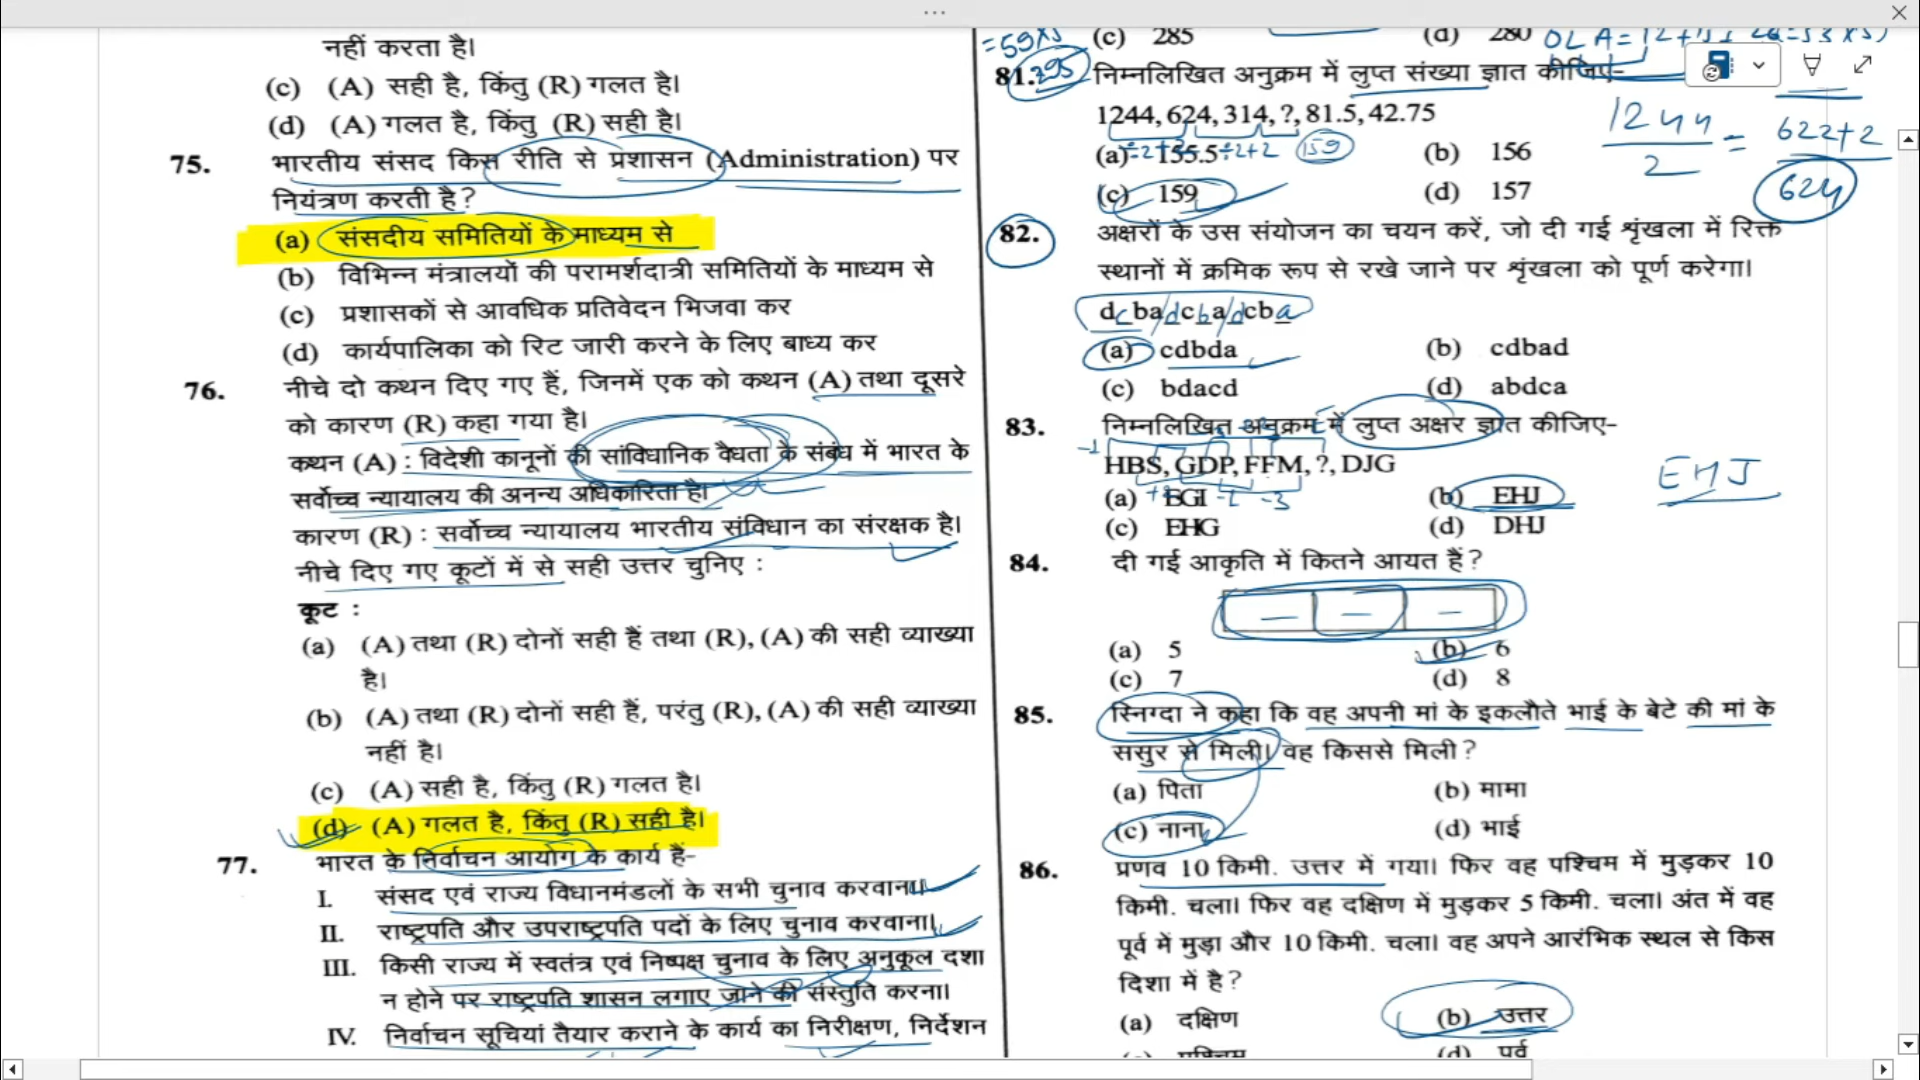 नहीं करता है।
(c) (A) सही है, किंतु (R) गलत है।
(d) (A) गलत है, किंतु (R) सही है।
75. भारतीय संसद किस रीति से प्रशासन (Administration) पर
नियंत्रण करती है?
(a) संसदीय समितियों के माध्यम से
(b) विभिन्न मंत्रालयों की परामर्शदात्री समितियों के माध्यम से
(c) प्रशासकों से आवधिक प्रतिवेदन भिजवा कर
(d) कार्यपालिका को रिट जारी करने के लिए बाध्य कर
76. नीचे दो कथन दिए गए हैं, जिनमें एक को कथन (A) तथा दूसरे
को कारण (R) कहा गया है।
कथन (A) : विदेशी कानूनों की सांविधानिक वैधता के संबंध में भारत के
सर्वोच्च न्यायालय की अनन्य अधिकारिता है।
कारण (R) : सर्वोच्च न्यायालय भारतीय संविधान का संरक्षक है।
नीचे दिए गए कूटों में से सही उत्तर चुनिए :
कूट :
(a) (A) तथा (R) दोनों सही हैं तथा (R), (A) की सही व्याख्या
है।
(b) (A) तथा (R) दोनों सही हैं, परंतु (R), (A) की सही व्याख्या
नहीं है।
(c) (A) सही है, किंतु (R) गलत है।
(d) (A) गलत है, किंतु (R) सही है।
77. भारत के निर्वाचन आयोग के कार्य हैं-
I. संसद एवं राज्य विधानमंडलों के सभी चुनाव करवाना।
II. राष्ट्रपति और उपराष्ट्रपति पदों के लिए चुनाव करवाना।
III. किसी राज्य में स्वतंत्र एवं निष्पक्ष चुनाव के लिए अनुकूल दशा
न होने पर राष्ट्रपति शासन लगाए जाने की संस्तुति करना।
IV. निर्वाचन सूचियां तैयार कराने के कार्य का निरीक्षण, निर्देशन
(c) 285 (d) 280
81. 295 निम्नलिखित अनुक्रम में लुप्त संख्या ज्ञात कीजिए-
1244, 624, 314, ?, 81.5, 42.75
÷2+2 159
(a) 155.5 (b) 156
(c) 159 (d) 157
1244
2
= 622+2
624
82. अक्षरों के उस संयोजन का चयन करें, जो दी गई शृंखला में रिक्त
स्थानों में क्रमिक रूप से रखे जाने पर शृंखला को पूर्ण करेगा।
dcba/dcba/dcba
(a) cdbda (b) cdbad
(c) bdacd (d) abdca
83. निम्नलिखित अनुक्रम में लुप्त अक्षर ज्ञात कीजिए-
HBS, GDP, FFM, ?, DJG
EHJ
(a) EGI (b) EHJ
(c) EHG (d) DHJ
84. दी गई आकृति में कितने आयत हैं?
(a) 5 (b) 6
(c) 7 (d) 8
85. स्निग्दा ने कहा कि वह अपनी मां के इकलौते भाई के बेटे की मां के
ससुर से मिली। वह किससे मिली?
(a) पिता (b) मामा
(c) नाना (d) भाई
86. प्रणव 10 किमी. उत्तर में गया। फिर वह पश्चिम में मुड़कर 10
किमी. चला। फिर वह दक्षिण में मुड़कर 5 किमी. चला। अंत में वह
पूर्व में मुड़ा और 10 किमी. चला। वह अपने आरंभिक स्थल से किस
दिशा में है?
(a) दक्षिण (b) उत्तर
(d) पूर्व